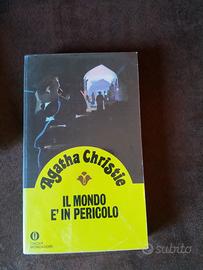 Agatha Christie
IL MONDO
E' IN PERICOLO
OSCAR
MONDADORI
subito